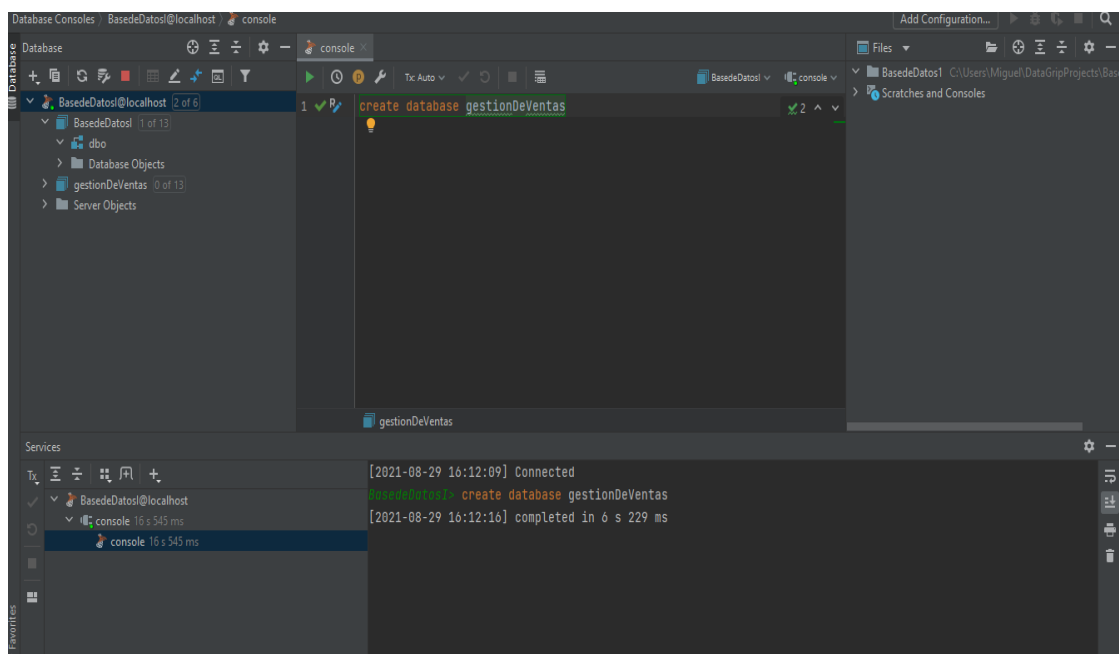 Database Consoles BasedeDatosI@localhost console Add Configuration...
Database
console
Files
Tx: Auto
BasedeDatosI
console
BasedeDatosI@localhost 2 of 6
BasedeDatosI 1 of 13
dbo
Database Objects
gestionDeVentas 0 of 13
Server Objects
1 create database gestionDeVentas
2
BasedeDatos1 C:\Users\Miguel\DataGripProjects\Bas
Scratches and Consoles
gestionDeVentas
Database
Services
Tx
BasedeDatosI@localhost
console 16 s 545 ms
console 16 s 545 ms
[2021-08-29 16:12:09] Connected
BasedeDatosI> create database gestionDeVentas
[2021-08-29 16:12:16] completed in 6 s 229 ms
Favorites